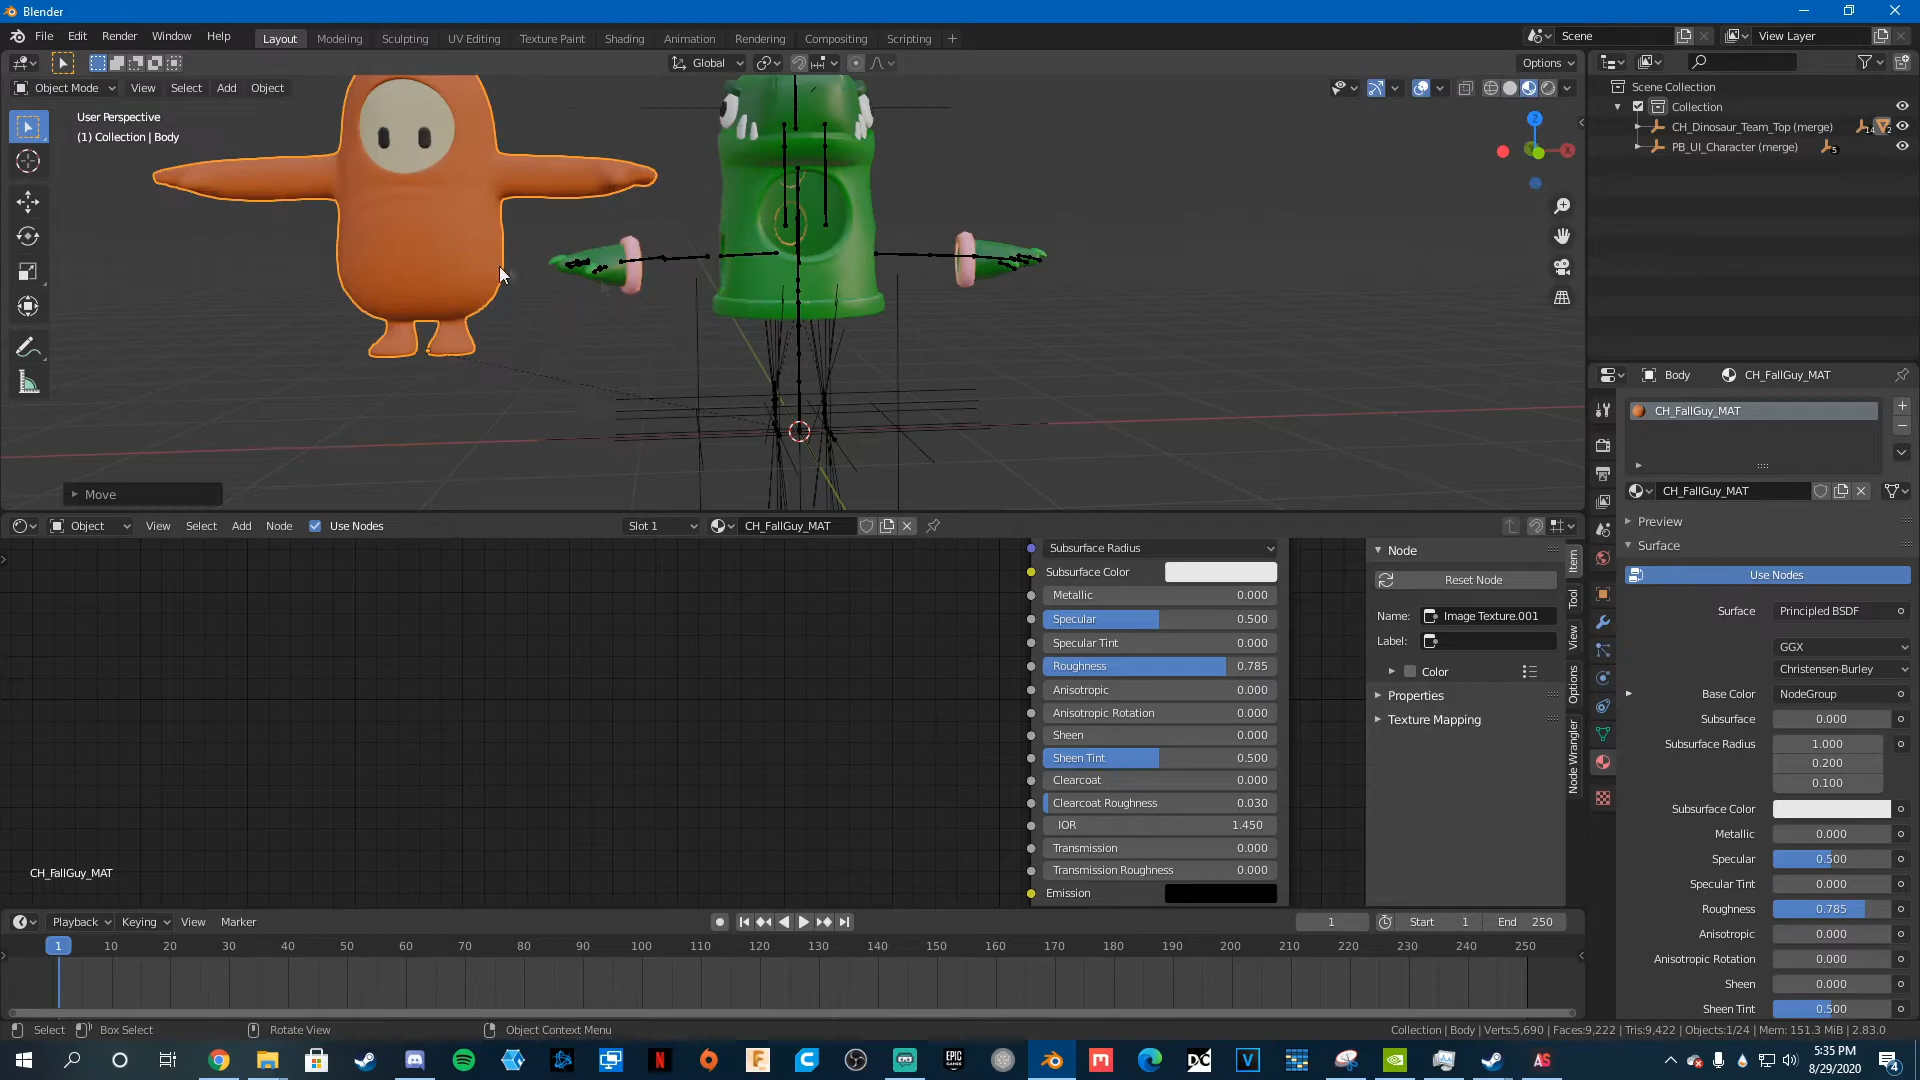 Blender
File Edit Render Window Help
Layout Modeling Sculpting UV Editing Texture Paint Shading Animation Rendering Compositing Scripting +
Scene
View Layer
Global
Options
Object Mode View Select Add Object
User Perspective
(1) Collection | Body
Z
Scene Collection
Collection
CH_Dinosaur_Team_Top (merge) 14 2
PB_UI_Character (merge) 5
Move
Body CH_FallGuy_MAT
CH_FallGuy_MAT
CH_FallGuy_MAT
Preview
Surface
Use Nodes
Surface Principled BSDF
GGX
Christensen-Burley
Base Color NodeGroup
Subsurface 0.000
Subsurface Radius 1.000
0.200
0.100
Subsurface Color
Metallic 0.000
Specular 0.500
Specular Tint 0.000
Roughness 0.785
Anisotropic 0.000
Anisotropic Rotation 0.000
Sheen 0.000
Sheen Tint 0.500
Object View Select Add Node Use Nodes Slot 1 CH_FallGuy_MAT
Subsurface Radius
Subsurface Color
Metallic 0.000
Specular 0.500
Specular Tint 0.000
Roughness 0.785
Anisotropic 0.000
Anisotropic Rotation 0.000
Sheen 0.000
Sheen Tint 0.500
Clearcoat 0.000
Clearcoat Roughness 0.030
IOR 1.450
Transmission 0.000
Transmission Roughness 0.000
Emission
Node
Reset Node
Name: Image Texture.001
Label:
Color
Properties
Texture Mapping
Item
Tool
View
Options
Node Wrangler
CH_FallGuy_MAT
Playback Keying View Marker
1 Start 1 End 250
1 10 20 30 40 50 60 70 80 90 100 110 120 130 140 150 160 170 180 190 200 210 220 230 240 250
Select Box Select Rotate View Object Context Menu
Collection | Body | Verts:5,690 | Faces:9,222 | Tris:9,422 | Objects:1/24 | Mem: 151.3 MiB | 2.83.0
EPIC GAMES
DC
5:35 PM
8/29/2020
4